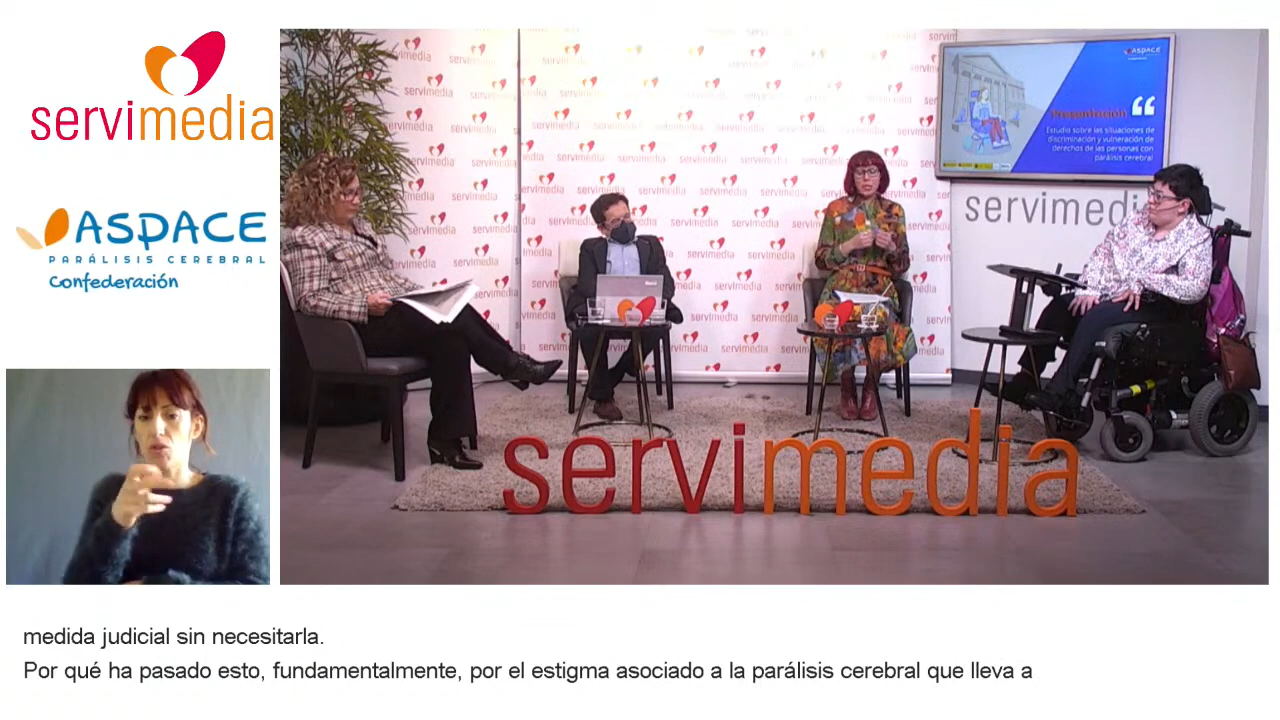 servimedia
ASPACE
PARÁLISIS CEREBRAL
Confederación
ASPACE
Presentación
Estudio sobre las situaciones de
discriminación y vulneración de
derechos de las personas con
parálisis cerebral
servimedia
servimedia
medida judicial sin necesitarla.
Por qué ha pasado esto, fundamentalmente, por el estigma asociado a la parálisis cerebral que lleva a